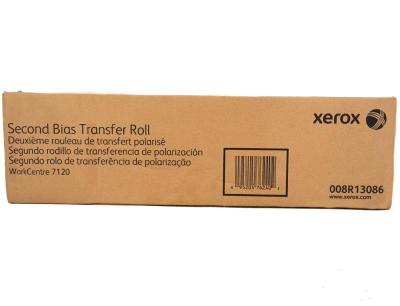 xerox
Second Bias Transfer Roll
Deuxième rouleau de transfert polarisé
Segundo rodillo de transferencia de polarización
Segundo rolo de transferência de polarização
WorkCentre 7120
008R13086
www.xerox.com